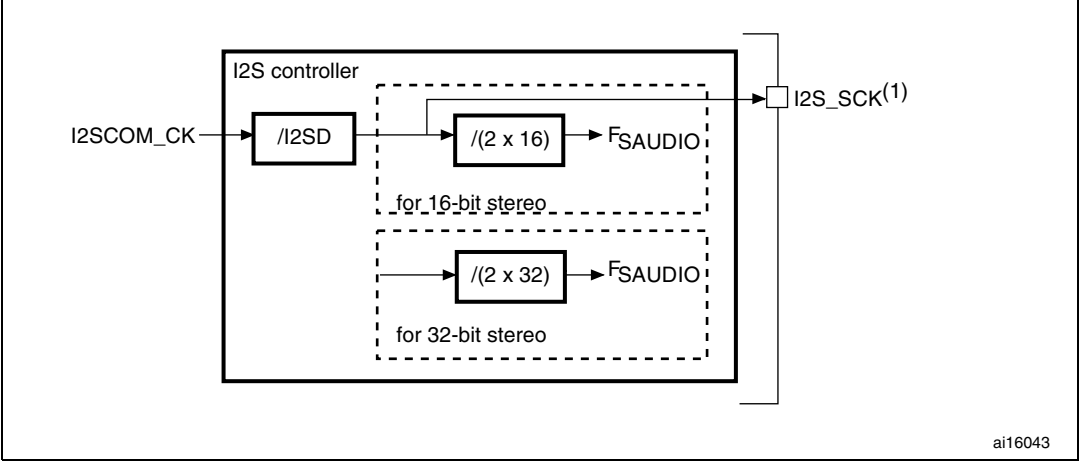 I2S controller
I2SCOM_CK
/I2SD
/(2 x 16)
FSAUDIO
I2S_SCK(1)
for 16-bit stereo
/(2 x 32)
FSAUDIO
for 32-bit stereo
ai16043